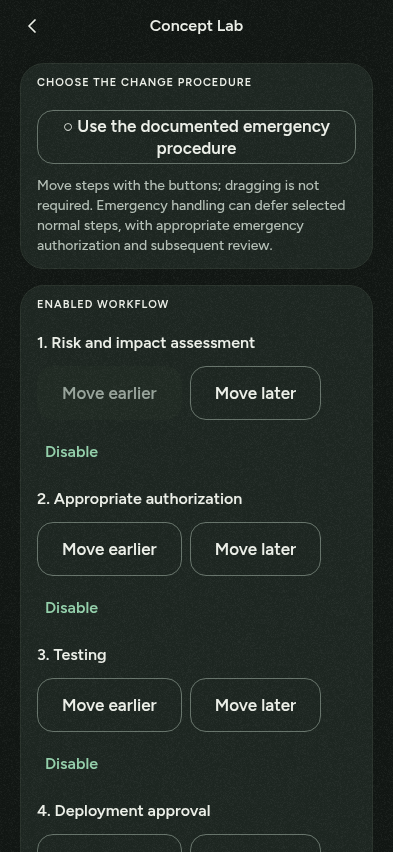 Concept Lab
CHOOSE THE CHANGE PROCEDURE
○ Use the documented emergency
procedure
Move steps with the buttons; dragging is not
required. Emergency handling can defer selected
normal steps, with appropriate emergency
authorization and subsequent review.
ENABLED WORKFLOW
1. Risk and impact assessment
Move earlier Move later
Disable
2. Appropriate authorization
Move earlier Move later
Disable
3. Testing
Move earlier Move later
Disable
4. Deployment approval